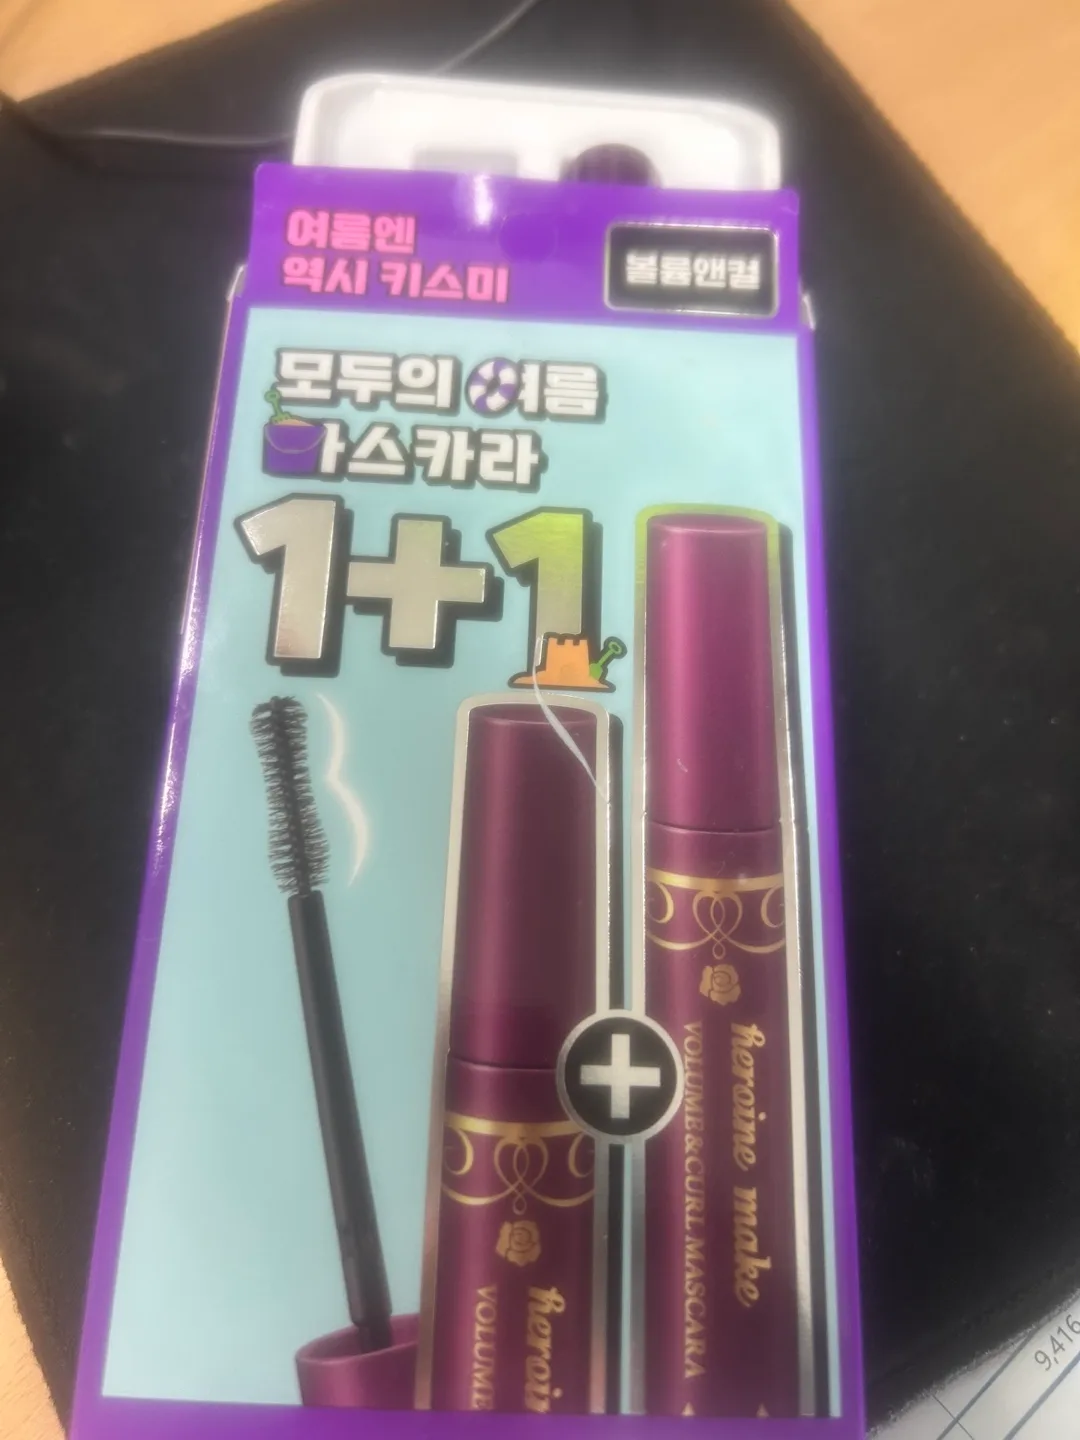 여름엔
역시 키스미
볼륨앤컬
모두의 여름
마스카라
1+1
+
heroine make
VOLUME&CURL MASCARA
heroin
VOLUME
9,416